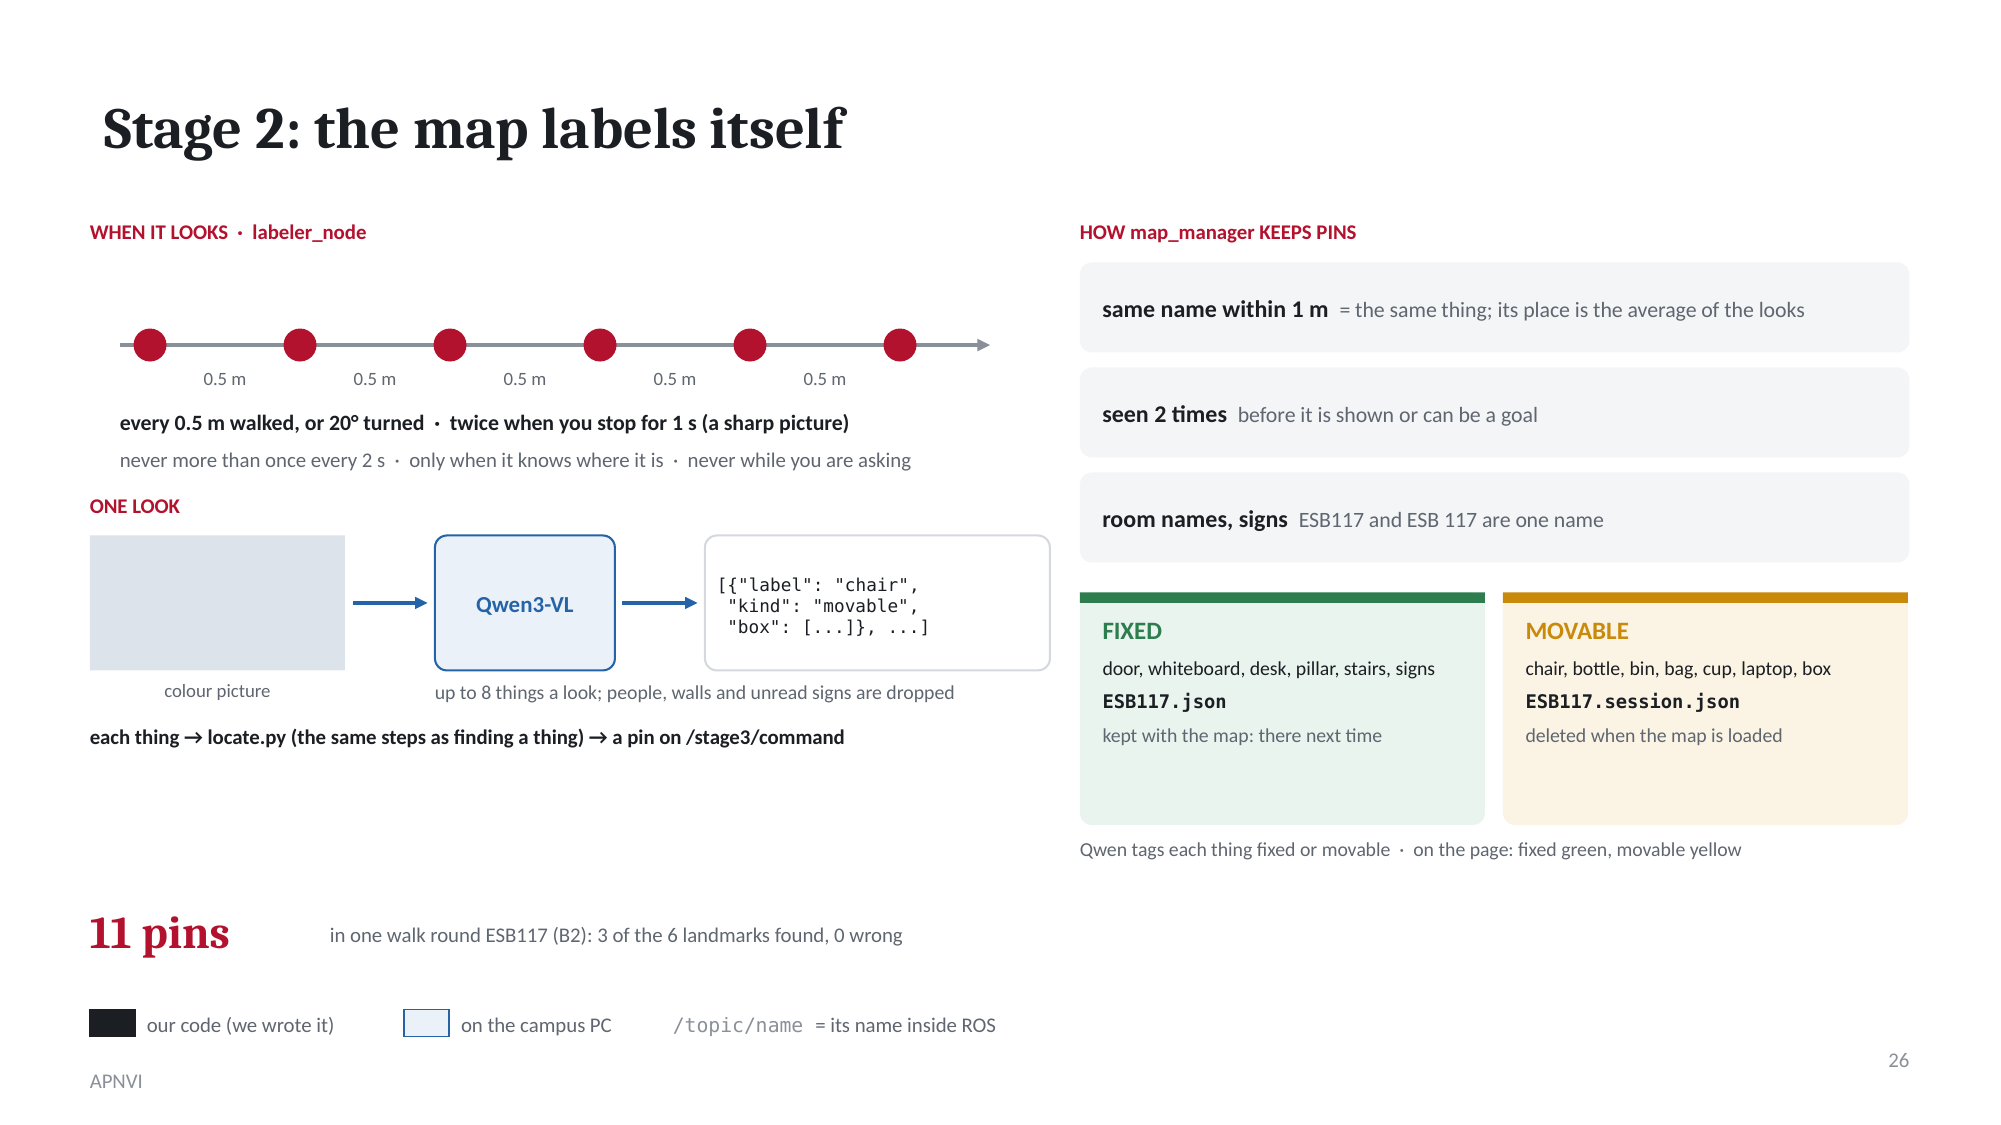 Stage 2: the map labels itself
WHEN IT LOOKS · labeler_node
0.5 m 0.5 m 0.5 m 0.5 m 0.5 m
every 0.5 m walked, or 20° turned · twice when you stop for 1 s (a sharp picture)
never more than once every 2 s · only when it knows where it is · never while you are asking
ONE LOOK
colour picture
Qwen3-VL
[{"label": "chair",
"kind": "movable",
"box": [...]}, ...]
up to 8 things a look; people, walls and unread signs are dropped
each thing → locate.py (the same steps as finding a thing) → a pin on /stage3/command
HOW map_manager KEEPS PINS
same name within 1 m = the same thing; its place is the average of the looks
seen 2 times before it is shown or can be a goal
room names, signs ESB117 and ESB 117 are one name
FIXED
door, whiteboard, desk, pillar, stairs, signs
ESB117.json
kept with the map: there next time
MOVABLE
chair, bottle, bin, bag, cup, laptop, box
ESB117.session.json
deleted when the map is loaded
Qwen tags each thing fixed or movable · on the page: fixed green, movable yellow
11 pins in one walk round ESB117 (B2): 3 of the 6 landmarks found, 0 wrong
our code (we wrote it) on the campus PC /topic/name = its name inside ROS
APNVI
26